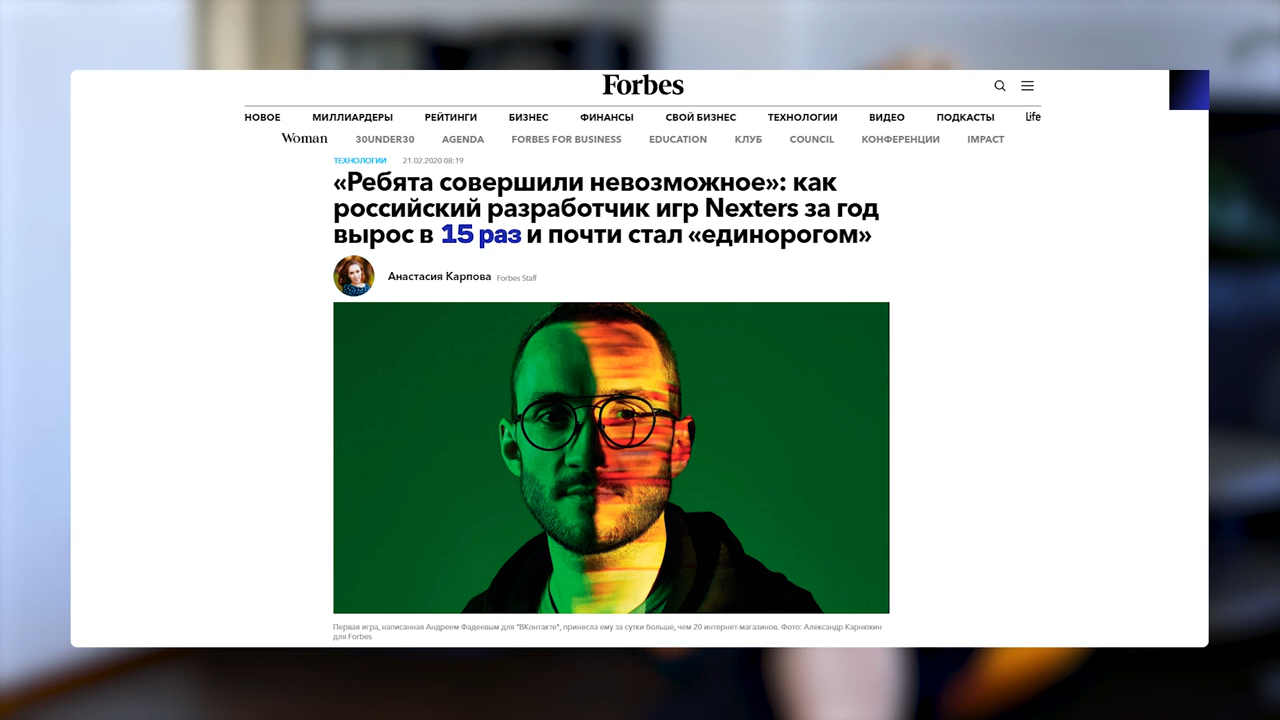 Forbes
НОВОЕ МИЛЛИАРДЕРЫ РЕЙТИНГИ БИЗНЕС ФИНАНСЫ СВОЙ БИЗНЕС ТЕХНОЛОГИИ ВИДЕО ПОДКАСТЫ Life
Woman 30UNDER30 AGENDA FORBES FOR BUSINESS EDUCATION КЛУБ COUNCIL КОНФЕРЕНЦИИ IMPACT
ТЕХНОЛОГИИ 21.02.2020 08:19
«Ребята совершили невозможное»: как
российский разработчик игр Nexters за год
вырос в 15 раз и почти стал «единорогом»
Анастасия Карпова Forbes Staff
Первая игра, написанная Андреем Фадеевым для "ВКонтакте", принесла ему за сутки больше, чем 20 интернет-магазинов. Фото: Александр Карнюхин
для Forbes